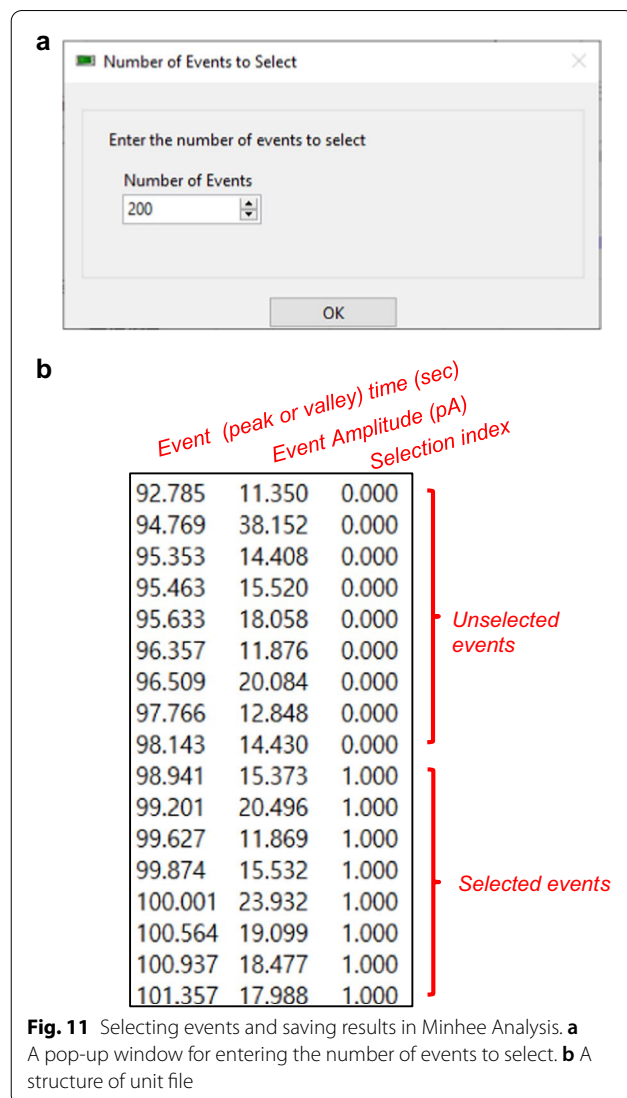 a
Number of Events to Select
Enter the number of events to select
Number of Events
200
OK
b
Event (peak or valley) time (sec)
Event Amplitude (pA)
Selection index
92.785 11.350 0.000
94.769 38.152 0.000
95.353 14.408 0.000
95.463 15.520 0.000
95.633 18.058 0.000
96.357 11.876 0.000
96.509 20.084 0.000
97.766 12.848 0.000
98.143 14.430 0.000
Unselected
events
98.941 15.373 1.000
99.201 20.496 1.000
99.627 11.869 1.000
99.874 15.532 1.000
100.001 23.932 1.000
100.564 19.099 1.000
100.937 18.477 1.000
101.357 17.988 1.000
Selected events
Fig. 11 Selecting events and saving results in Minhee Analysis. a
A pop-up window for entering the number of events to select. b A
structure of unit file